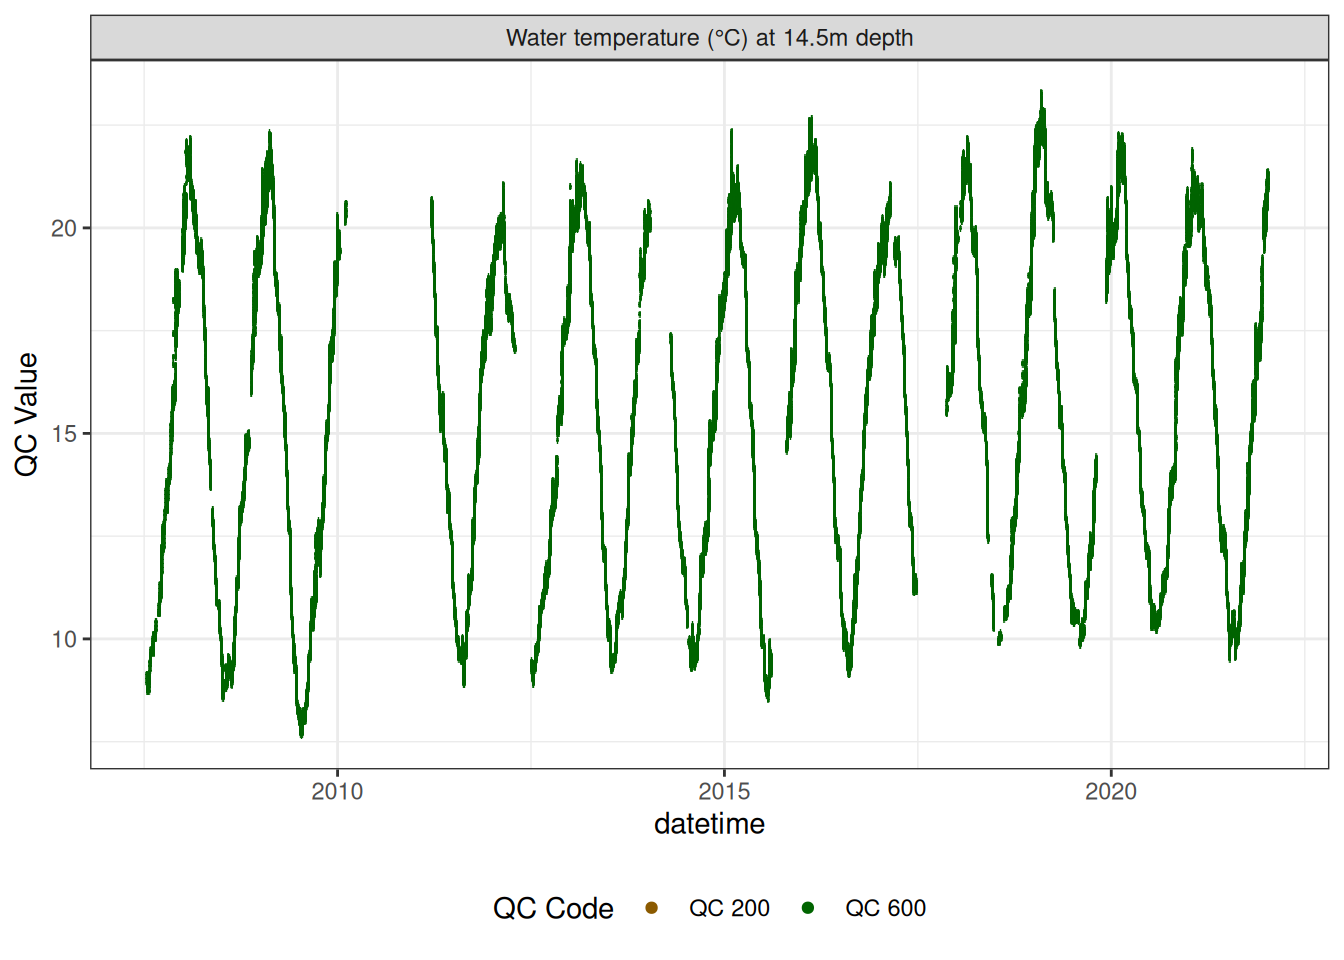 Water temperature (°C) at 14.5m depth
QC Value
20
15
10
2010 2015 2020
datetime
QC Code QC 200 QC 600